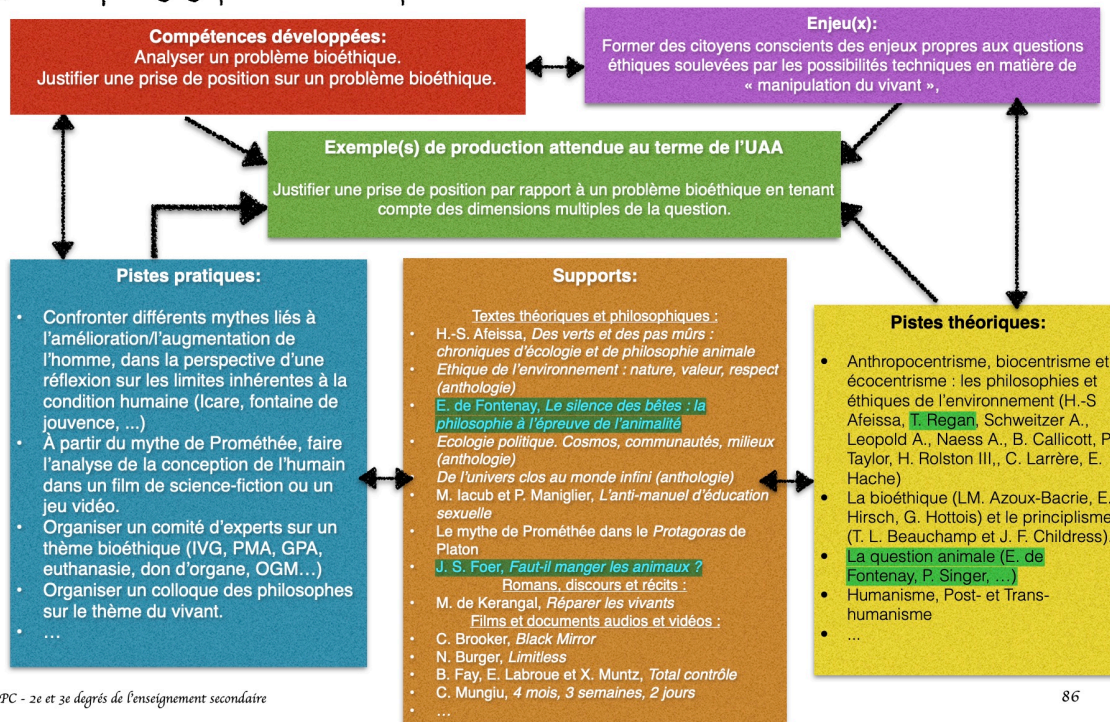 Compétences développées:
Analyser un problème bioéthique.
Justifier une prise de position sur un problème bioéthique.
Enjeu(x):
Former des citoyens conscients des enjeux propres aux questions
éthiques soulevées par les possibilités techniques en matière de
« manipulation du vivant »,
Exemple(s) de production attendue au terme de l'UAA
Justifier une prise de position par rapport à un problème bioéthique en tenant
compte des dimensions multiples de la question.
Pistes pratiques:
• Confronter différents mythes liés à
l'amélioration/l'augmentation de
l'homme, dans la perspective d'une
réflexion sur les limites inhérentes à la
condition humaine (Icare, fontaine de
jouvence, ...)
• À partir du mythe de Prométhée, faire
l'analyse de la conception de l'humain
dans un film de science-fiction ou un
jeu vidéo.
• Organiser un comité d'experts sur un
thème bioéthique (IVG, PMA, GPA,
euthanasie, don d'organe, OGM…)
• Organiser un colloque des philosophes
sur le thème du vivant.
• …
Supports:
Textes théoriques et philosophiques :
• H.-S. Afeissa, Des verts et des pas mûrs :
chroniques d'écologie et de philosophie animale
• Ethique de l'environnement : nature, valeur, respect
(anthologie)
• E. de Fontenay, Le silence des bêtes : la
philosophie à l'épreuve de l'animalité
• Ecologie politique. Cosmos, communautés, milieux
(anthologie)
• De l'univers clos au monde infini (anthologie)
• M. Iacub et P. Maniglier, L'anti-manuel d'éducation
sexuelle
• Le mythe de Prométhée dans le Protagoras de
Platon
• J. S. Foer, Faut-il manger les animaux ?
Romans, discours et récits :
• M. de Kerangal, Réparer les vivants
Films et documents audios et vidéos :
• C. Brooker, Black Mirror
• N. Burger, Limitless
• B. Fay, E. Labroue et X. Muntz, Total contrôle
• C. Mungiu, 4 mois, 3 semaines, 2 jours
• …
Pistes théoriques:
• Anthropocentrisme, biocentrisme et
écocentrisme : les philosophies et
éthiques de l'environnement (H.-S
Afeissa, T. Regan, Schweitzer A.,
Leopold A., Naess A., B. Callicott, P
Taylor, H. Rolston III,, C. Larrère, E.
Hache)
• La bioéthique (LM. Azoux-Bacrie, E.
Hirsch, G. Hottois) et le principlisme
(T. L. Beauchamp et J. F. Childress).
• La question animale (E. de
Fontenay, P. Singer, …)
• Humanisme, Post- et Trans-
humanisme
• ...
PC - 2e et 3e degrés de l'enseignement secondaire
86